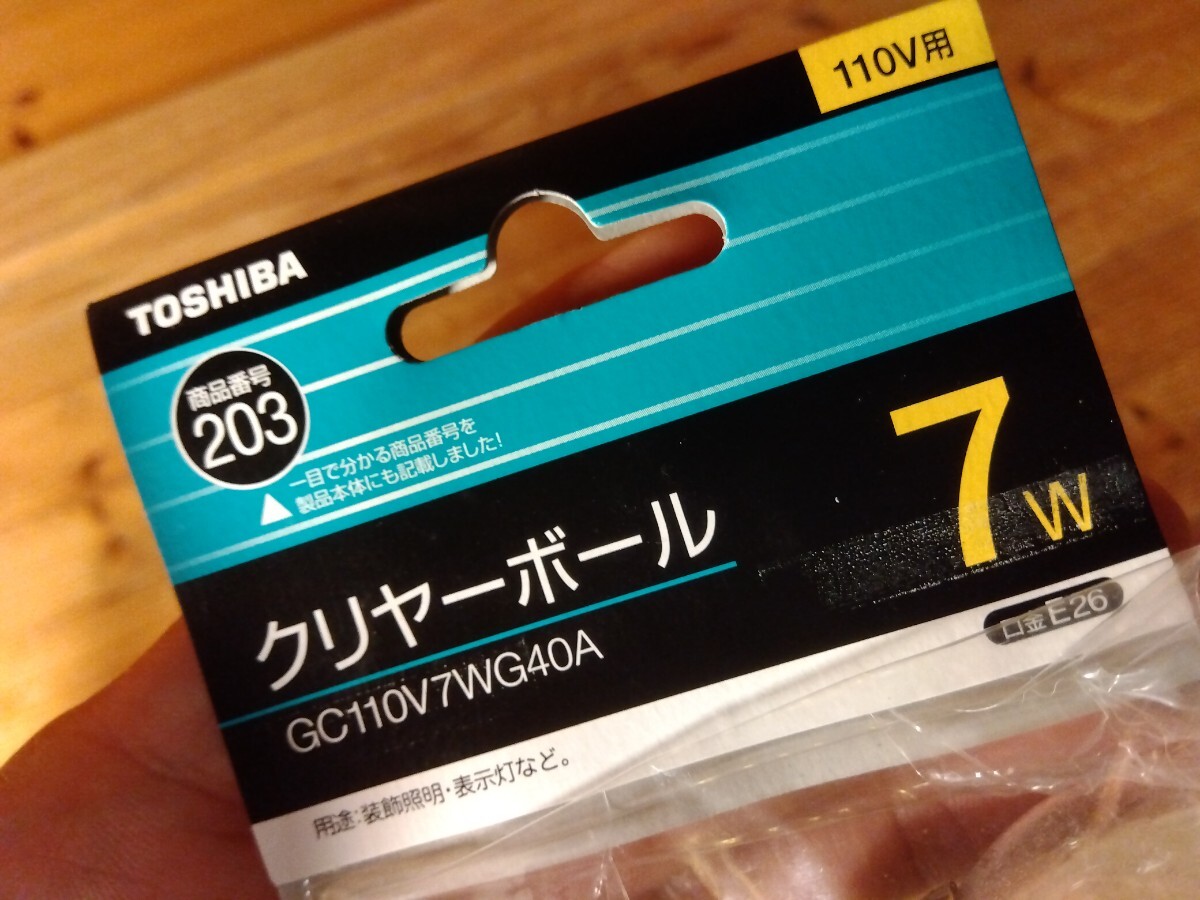 110V用
TOSHIBA
商品番号
203
一目で分かる商品番号を
製品本体にも記載しました!
クリヤーボール
GC110V7WG40A
7W
口金E26
用途:装飾照明・表示灯など。